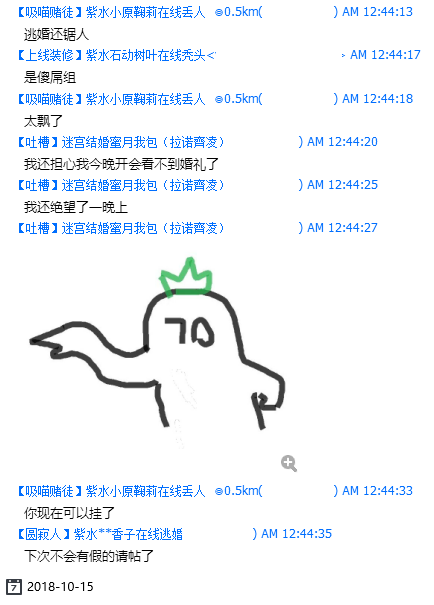 【吸喵赌徒】紫水小原鞠莉在线丢人 @0.5km( ) AM 12:44:13
逃婚还锯人
【上线装修】紫水石动树叶在线秃头< > AM 12:44:17
是傻屌组
【吸喵赌徒】紫水小原鞠莉在线丢人 @0.5km( ) AM 12:44:18
太飘了
【吐槽】迷宫结婚蜜月我包（拉诺齊凌） ) AM 12:44:20
我还担心我今晚开会看不到婚礼了
【吐槽】迷宫结婚蜜月我包（拉诺齊凌） ) AM 12:44:25
我还绝望了一晚上
【吐槽】迷宫结婚蜜月我包（拉诺齊凌） ) AM 12:44:27
70
【吸喵赌徒】紫水小原鞠莉在线丢人 @0.5km( ) AM 12:44:33
你现在可以挂了
【圆寂人】紫水**香子在线逃婚 ) AM 12:44:35
下次不会有假的请帖了
7 2018-10-15